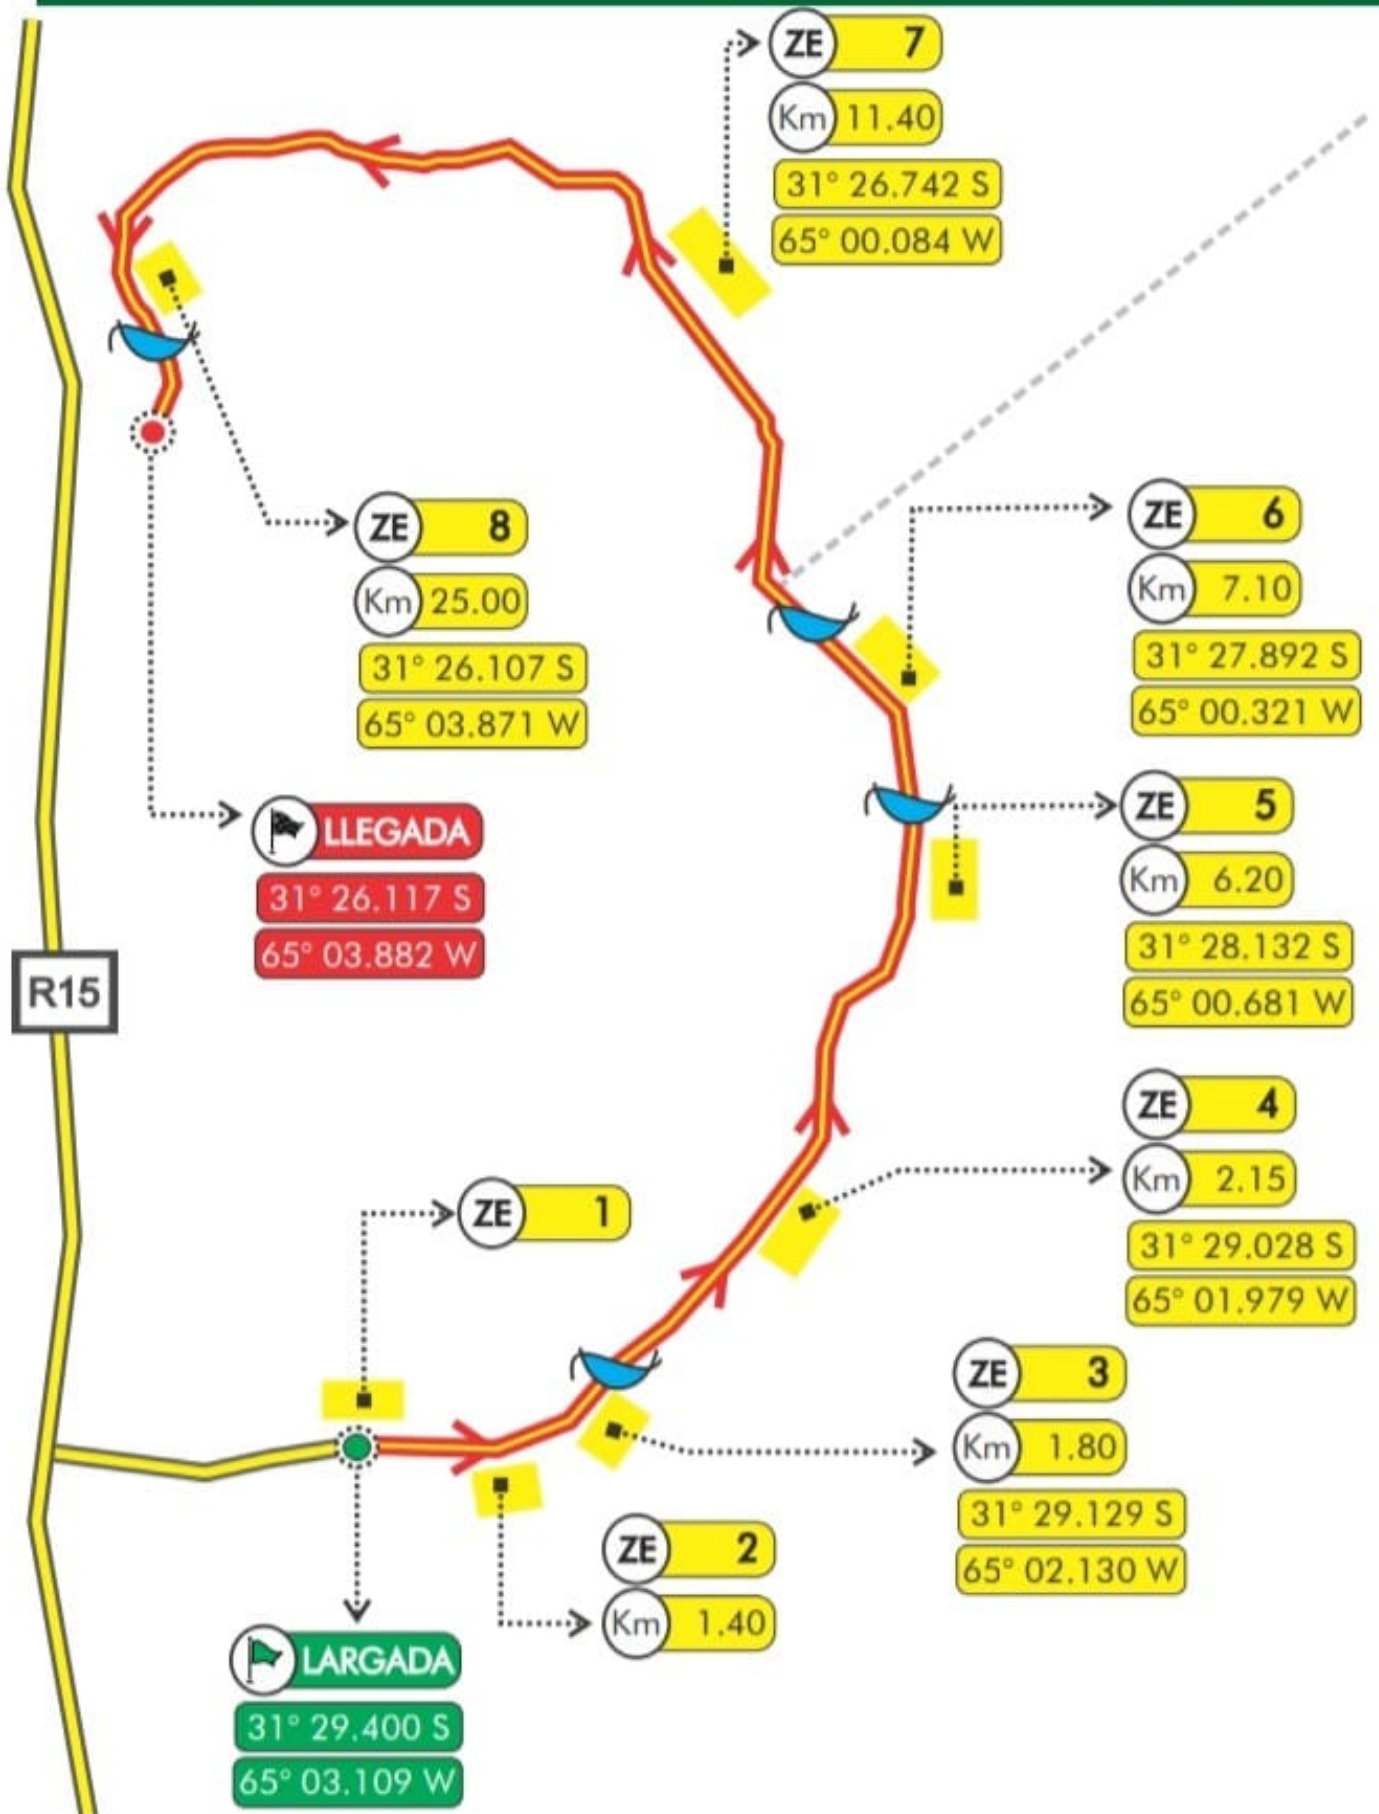 ZE 7
Km 11.40
31° 26.742 S
65° 00.084 W
ZE 8
Km 25.00
31° 26.107 S
65° 03.871 W
ZE 6
Km 7.10
31° 27.892 S
65° 00.321 W
LLEGADA
31° 26.117 S
65° 03.882 W
ZE 5
Km 6.20
31° 28.132 S
65° 00.681 W
R15
ZE 4
Km 2.15
31° 29.028 S
65° 01.979 W
ZE 1
ZE 3
Km 1.80
31° 29.129 S
65° 02.130 W
ZE 2
Km 1.40
LARGADA
31° 29.400 S
65° 03.109 W